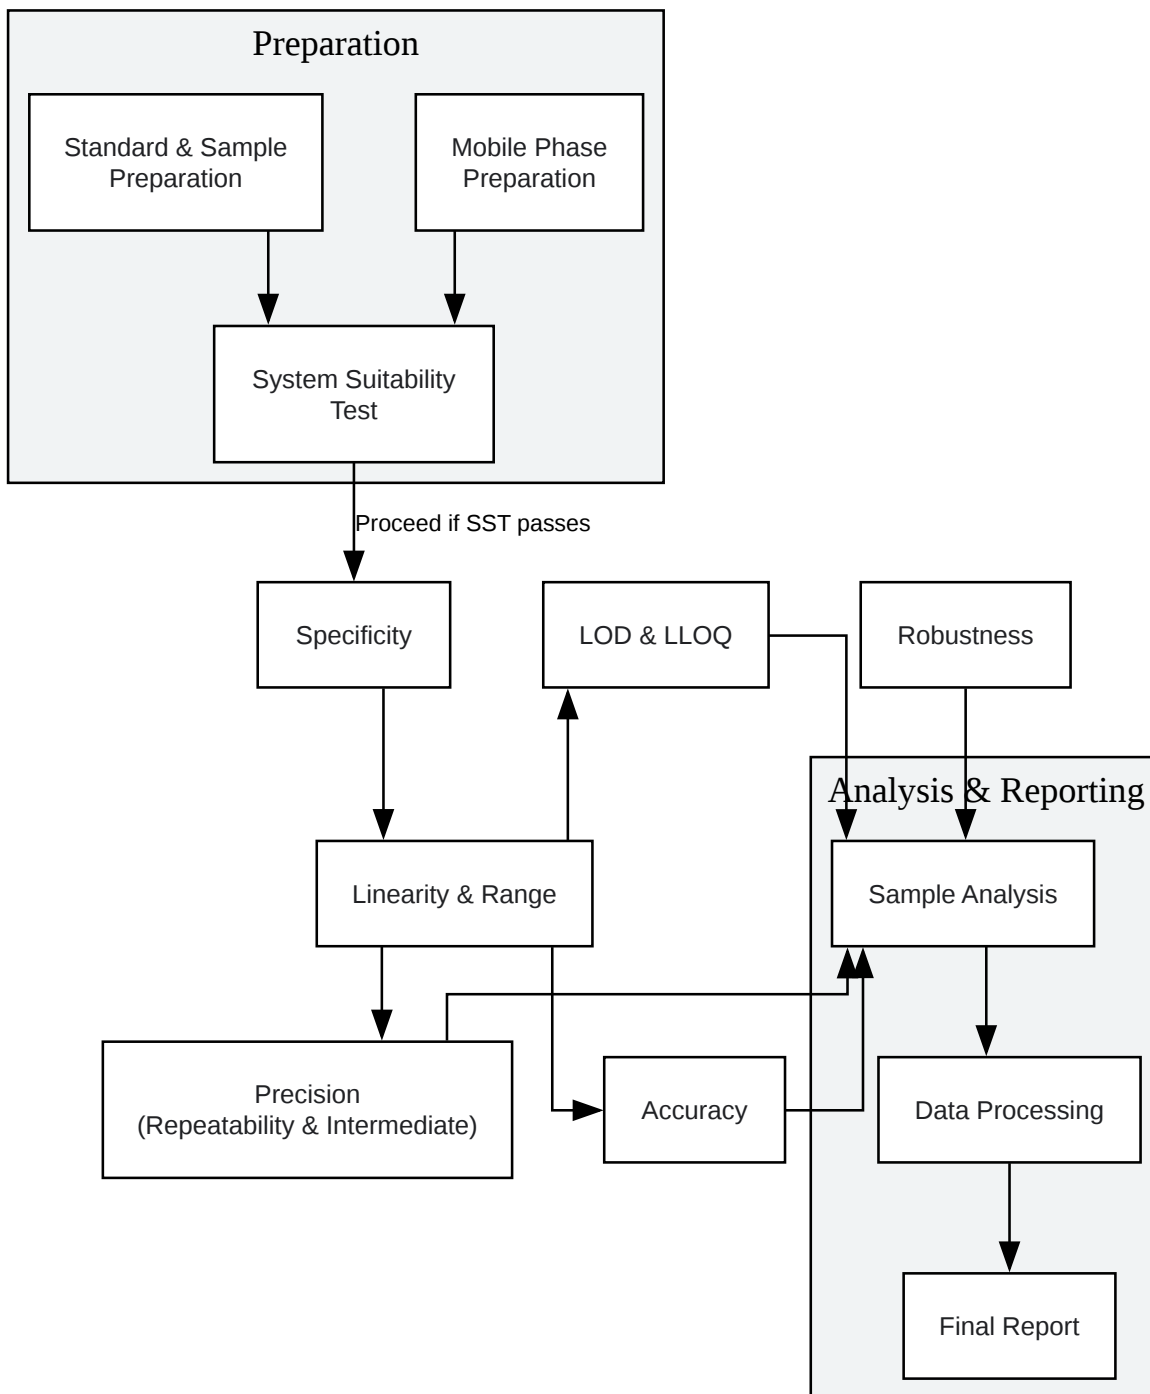 Preparation
Standard & Sample
Preparation
Mobile Phase
Preparation
System Suitability
Test
Proceed if SST passes
Specificity
LOD & LLOQ
Robustness
Analysis & Reporting
Linearity & Range
Sample Analysis
Precision
(Repeatability & Intermediate)
Accuracy
Data Processing
Final Report